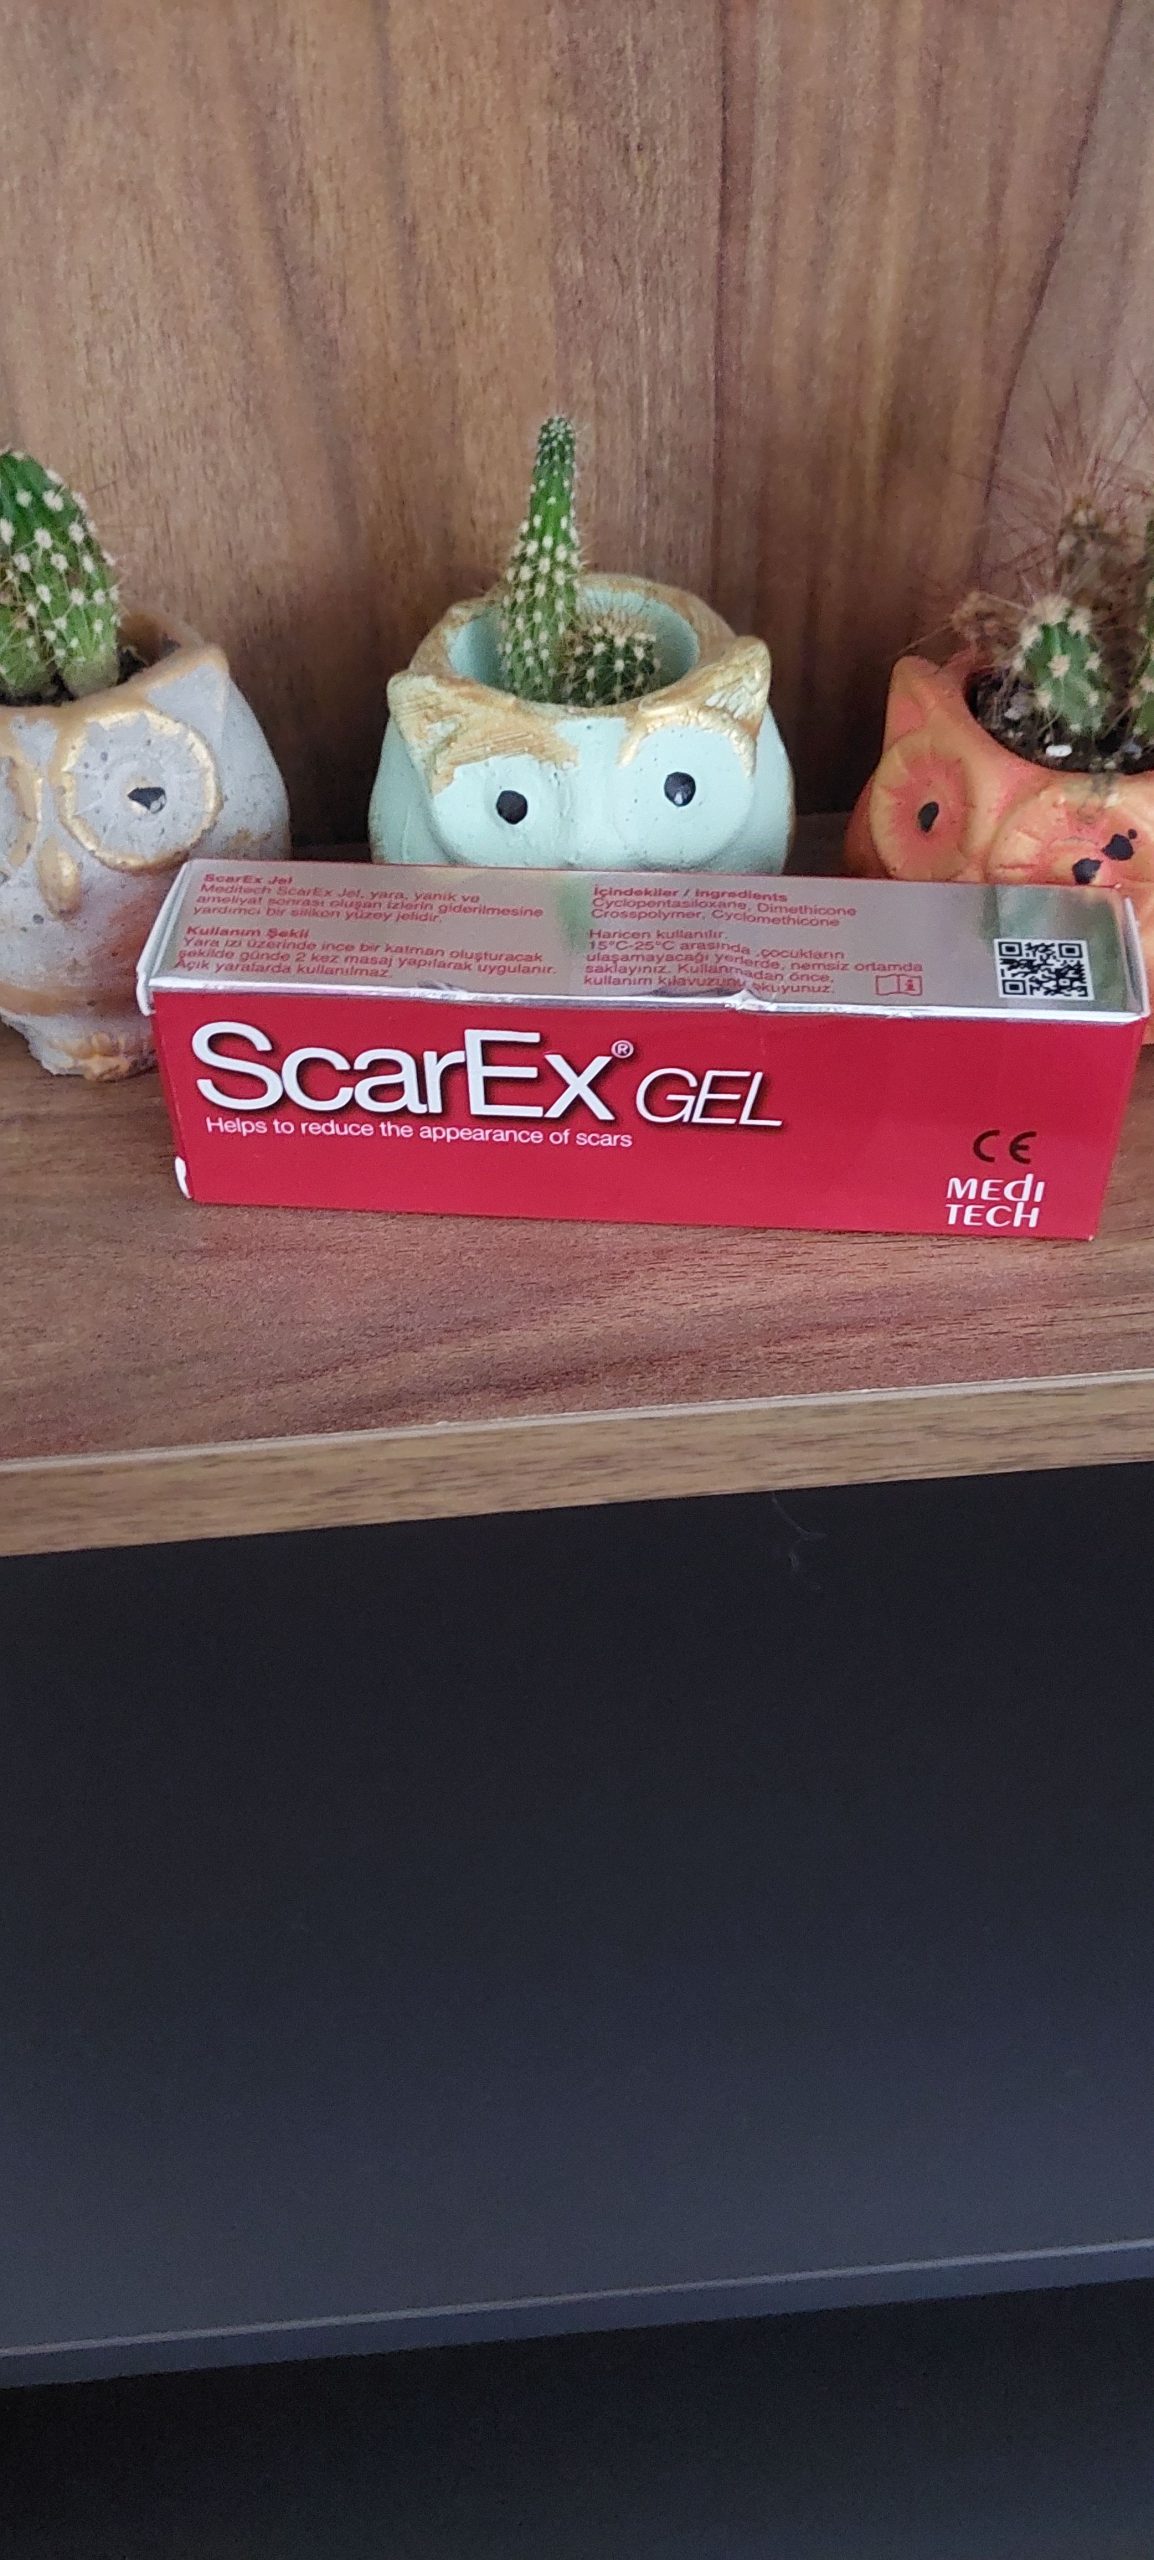 ScarEx Jel
Meditech ScarEx Jel, yara, yanık ve
ameliyat sonrası oluşan izlerin giderilmesine
yardımcı bir silikon yüzey jelidir.
Kullanım Şekli
Yara izi üzerinde ince bir katman oluşturacak
şekilde günde 2 kez masaj yapılarak uygulanır.
Açık yaralarda kullanılmaz.
İçindekiler / Ingredients
Cyclopentasiloxane, Dimethicone
Crosspolymer, Cyclomethicone
Haricen kullanılır.
15°C-25°C arasında ,çocukların
ulaşamayacağı yerlerde, nemsiz ortamda
saklayınız. Kullanmadan önce,
kullanım kılavuzunu okuyunuz.
ScarEx® GEL
Helps to reduce the appearance of scars
CE
MEdi
TECH